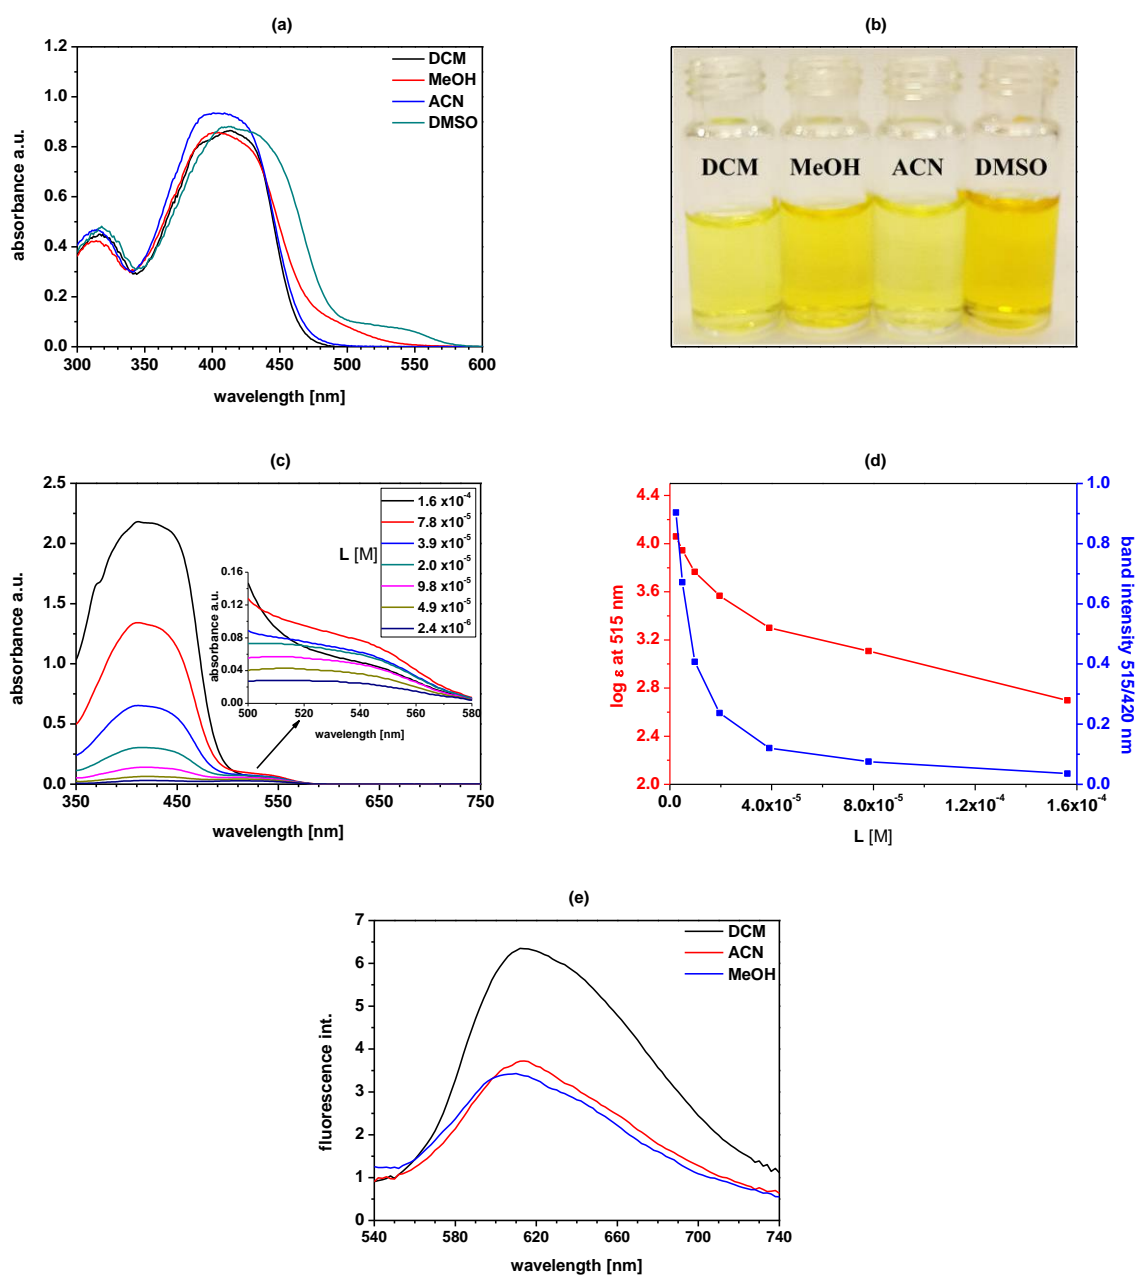 (a)
1.2
1.0
0.8
0.6
0.4
0.2
0.0
absorbance a.u.
300 350 400 450 500 550 600
wavelength [nm]
DCM
MeOH
ACN
DMSO
(b)
DCM MeOH ACN DMSO
(c)
2.5
2.0
1.5
1.0
0.5
0.0
absorbance a.u.
350 450 550 650 750
wavelength [nm]
L [M]
1.6 x10⁻⁴
7.8 x10⁻⁵
3.9 x10⁻⁵
2.0 x10⁻⁵
9.8 x10⁻⁵
4.9 x10⁻⁵
2.4 x10⁻⁶
0.16
0.12
0.08
0.04
0.00
absorbance a.u.
500 520 540 560 580
wavelength [nm]
(d)
4.4
4.0
3.6
3.2
2.8
2.4
2.0
log ε at 515 nm
1.0
0.8
0.6
0.4
0.2
0.0
band intensity 515/420 nm
0.0 4.0x10⁻⁵ 8.0x10⁻⁵ 1.2x10⁻⁴ 1.6x10⁻⁴
L [M]
(e)
7
6
5
4
3
2
1
0
fluorescence int.
540 580 620 660 700 740
wavelength [nm]
DCM
ACN
MeOH